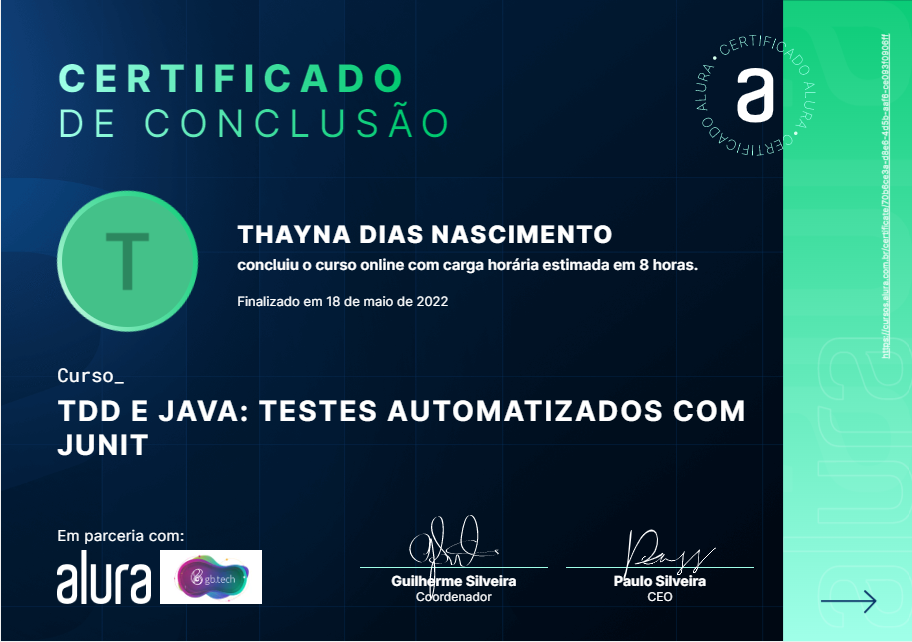 CERTIFICADO
DE CONCLUSÃO
CERTIFICADO ALURA • CERTIFICADO ALURA •
a
T
THAYNA DIAS NASCIMENTO
concluiu o curso online com carga horária estimada em 8 horas.
Finalizado em 18 de maio de 2022
Curso_
TDD E JAVA: TESTES AUTOMATIZADOS COM
JUNIT
Em parceria com:
alura
gb.tech
Guilherme Silveira
Coordenador
Paulo Silveira
CEO
alura